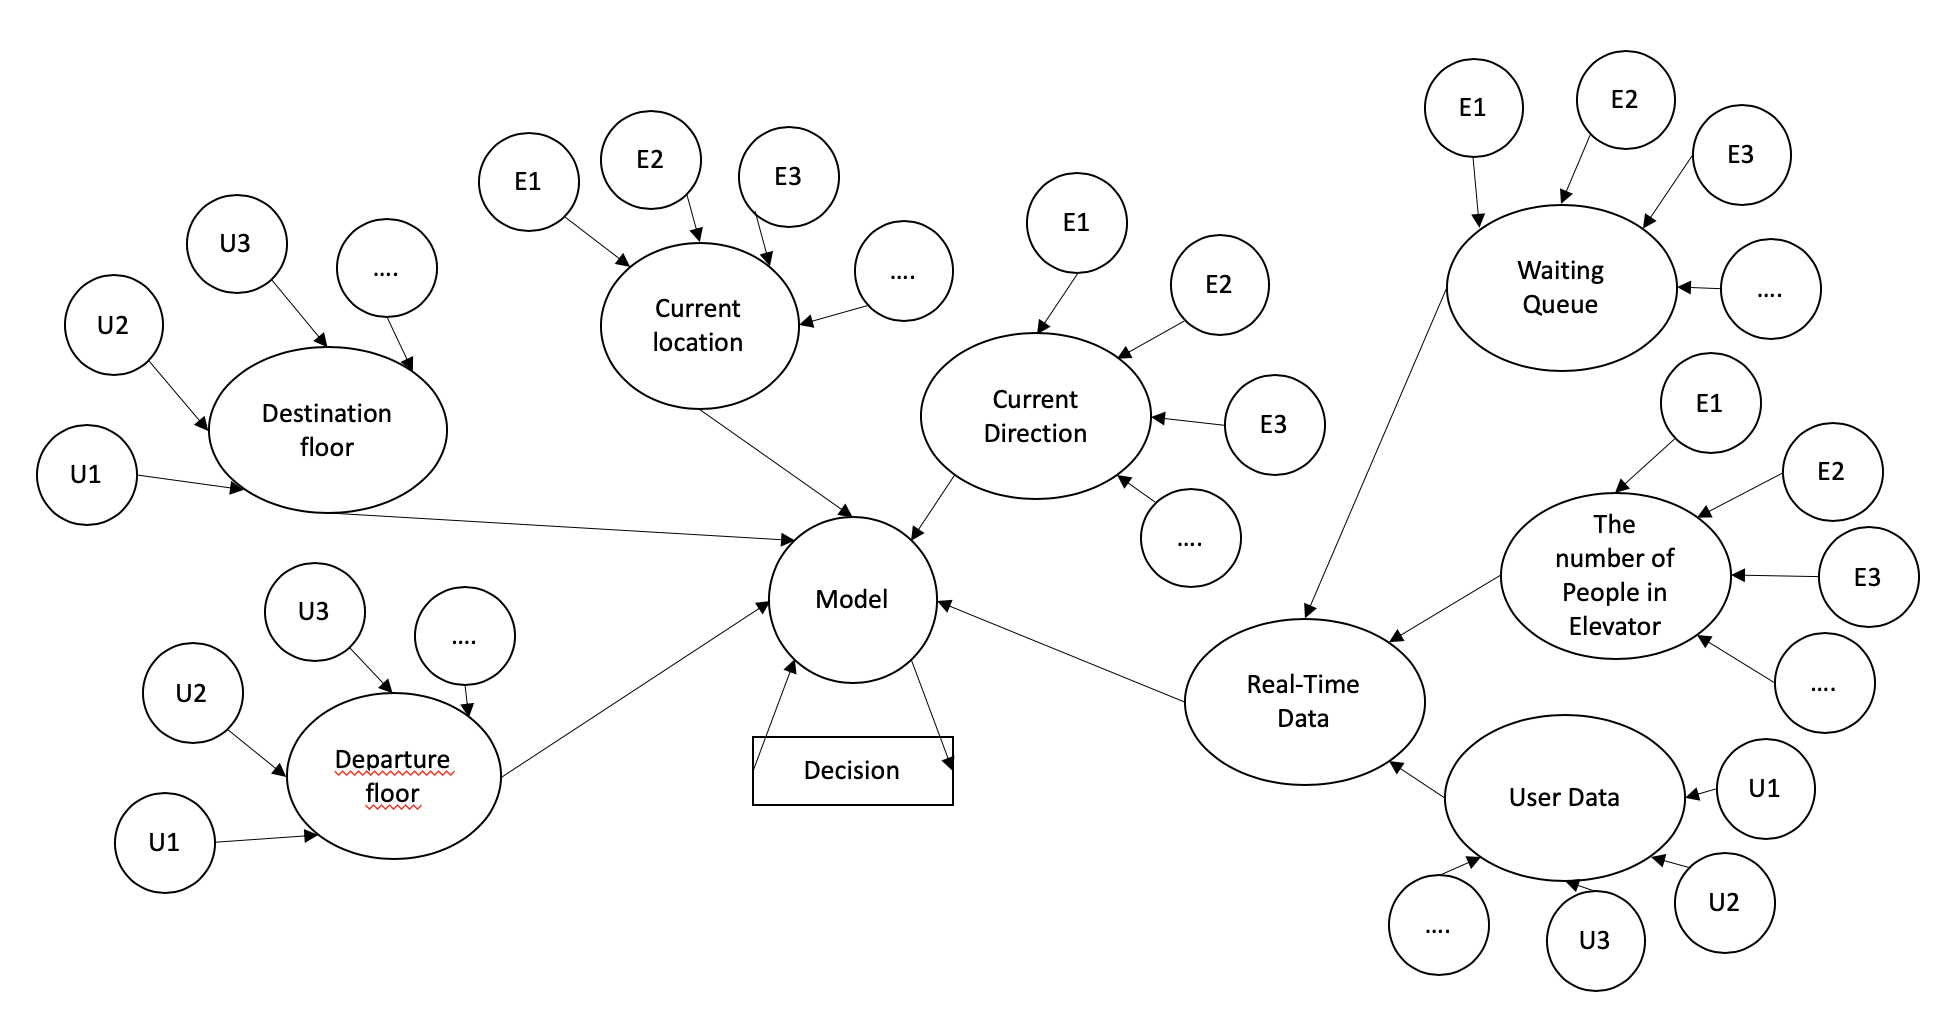 E1
E2
E3
....
Waiting
Queue
E1
E2
E3
....
Current
location
U1
U2
U3
....
Destination
floor
E1
E2
E3
....
Current
Direction
E1
E2
E3
....
The
number of
People in
Elevator
U1
U2
U3
....
Departure
floor
Model
Decision
Real-Time
Data
User Data
U1
U2
U3
....